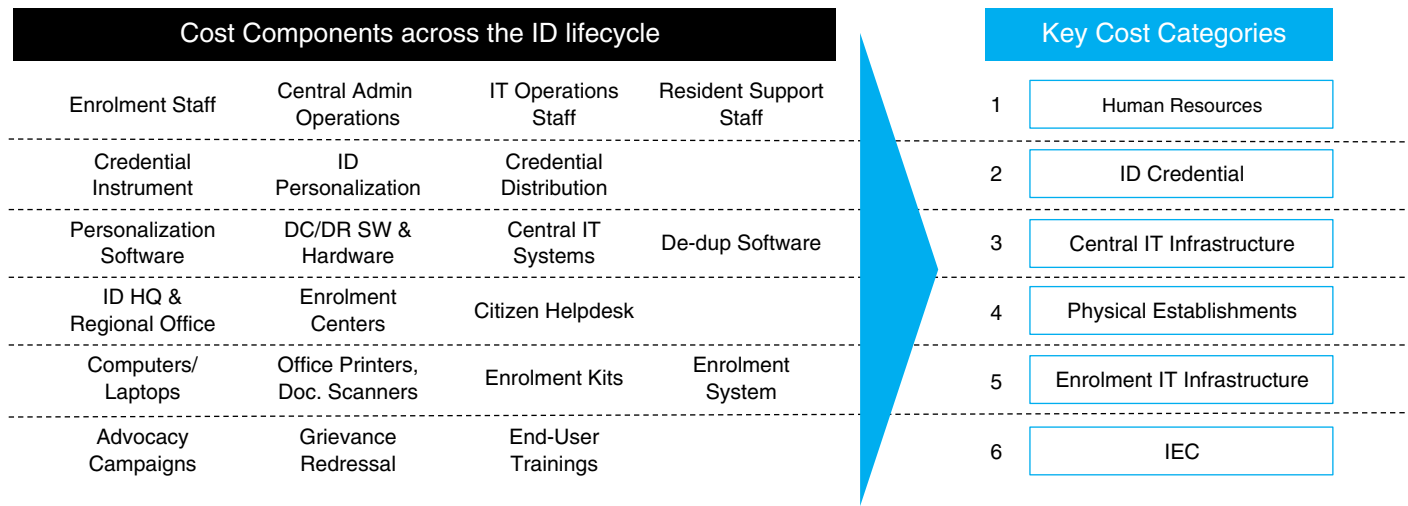 Cost Components across the ID lifecycle
Key Cost Categories
Enrolment Staff
Central Admin
Operations
IT Operations
Staff
Resident Support
Staff
1
Human Resources
Credential
Instrument
ID
Personalization
Credential
Distribution
2
ID Credential
Personalization
Software
DC/DR SW &
Hardware
Central IT
Systems
De-dup Software
3
Central IT Infrastructure
ID HQ &
Regional Office
Enrolment
Centers
Citizen Helpdesk
4
Physical Establishments
Computers/
Laptops
Office Printers,
Doc. Scanners
Enrolment Kits
Enrolment
System
5
Enrolment IT Infrastructure
Advocacy
Campaigns
Grievance
Redressal
End-User
Trainings
6
IEC